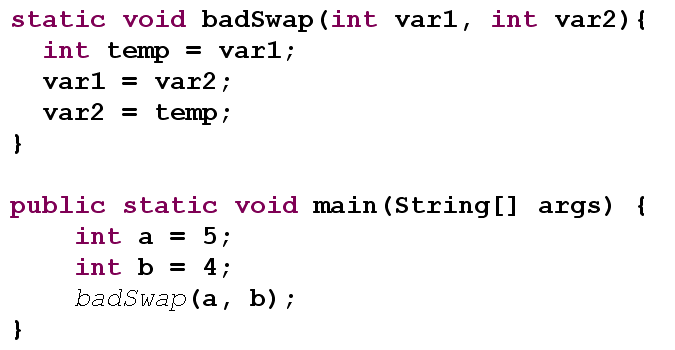 static void badSwap(int var1, int var2){
int temp = var1;
var1 = var2;
var2 = temp;
}
public static void main(String[] args) {
int a = 5;
int b = 4;
badSwap(a, b);
}